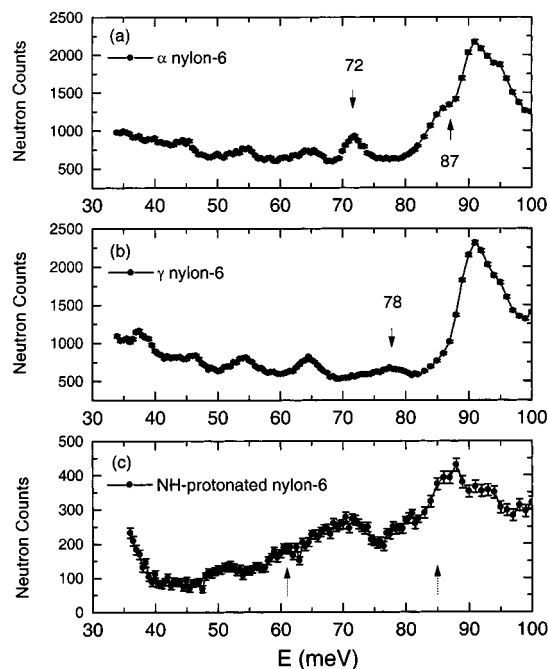 (a)
α nylon-6
72
87
Neutron Counts
2500
2000
1500
1000
500
30 40 50 60 70 80 90 100
(b)
γ nylon-6
78
Neutron Counts
2500
2000
1500
1000
500
30 40 50 60 70 80 90 100
(c)
NH-protonated nylon-6
Neutron Counts
500
400
300
200
100
0
30 40 50 60 70 80 90 100
E (meV)